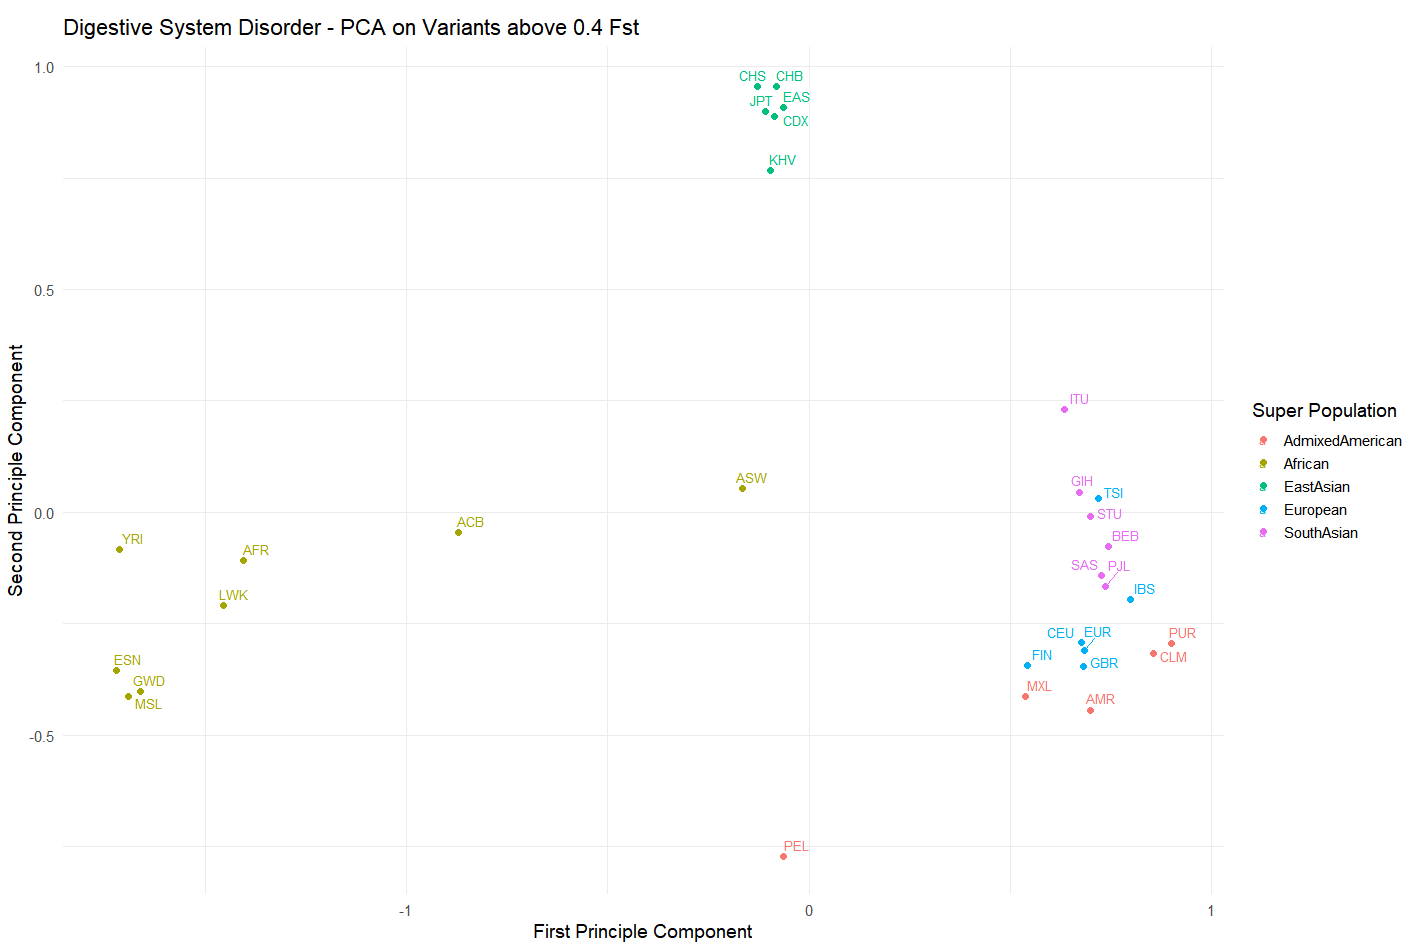 Digestive System Disorder - PCA on Variants above 0.4 Fst
1.0
0.5
0.0
-0.5
Second Principle Component
CHS
CHB
JPT
EAS
CDX
KHV
ITU
ASW
GIH
TSI
STU
ACB
YRI
AFR
BEB
SAS
PJL
LWK
IBS
CEU
EUR
PUR
ESN
FIN
GBR
CLM
GWD
MXL
MSL
AMR
PEL
-1
0
1
First Principle Component
Super Population
a AdmixedAmerican
a African
a EastAsian
a European
a SouthAsian